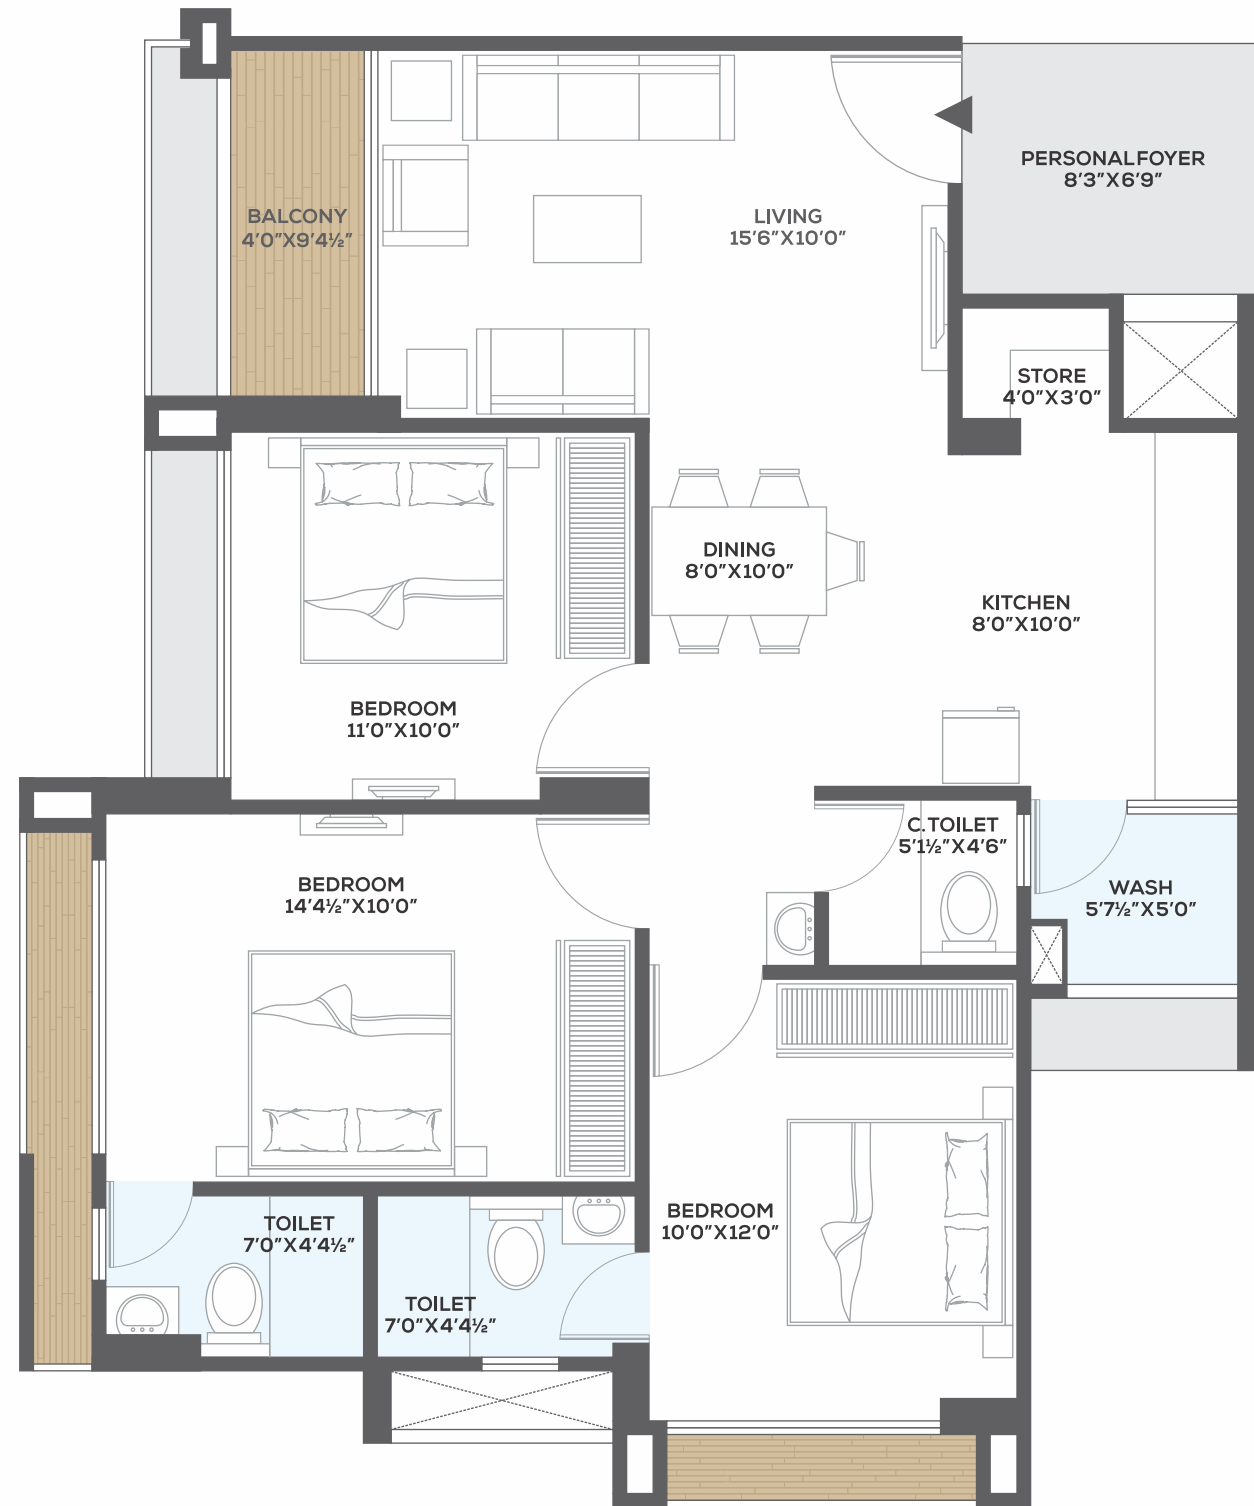 PERSONAL FOYER
8'3"X6'9"
BALCONY
4'0"X9'4½"
LIVING
15'6"X10'0"
STORE
4'0"X3'0"
DINING
8'0"X10'0"
KITCHEN
8'0"X10'0"
BEDROOM
11'0"X10'0"
C.TOILET
5'1½"X4'6"
BEDROOM
14'4½"X10'0"
WASH
5'7½"X5'0"
BEDROOM
10'0"X12'0"
TOILET
7'0"X4'4½"
TOILET
7'0"X4'4½"